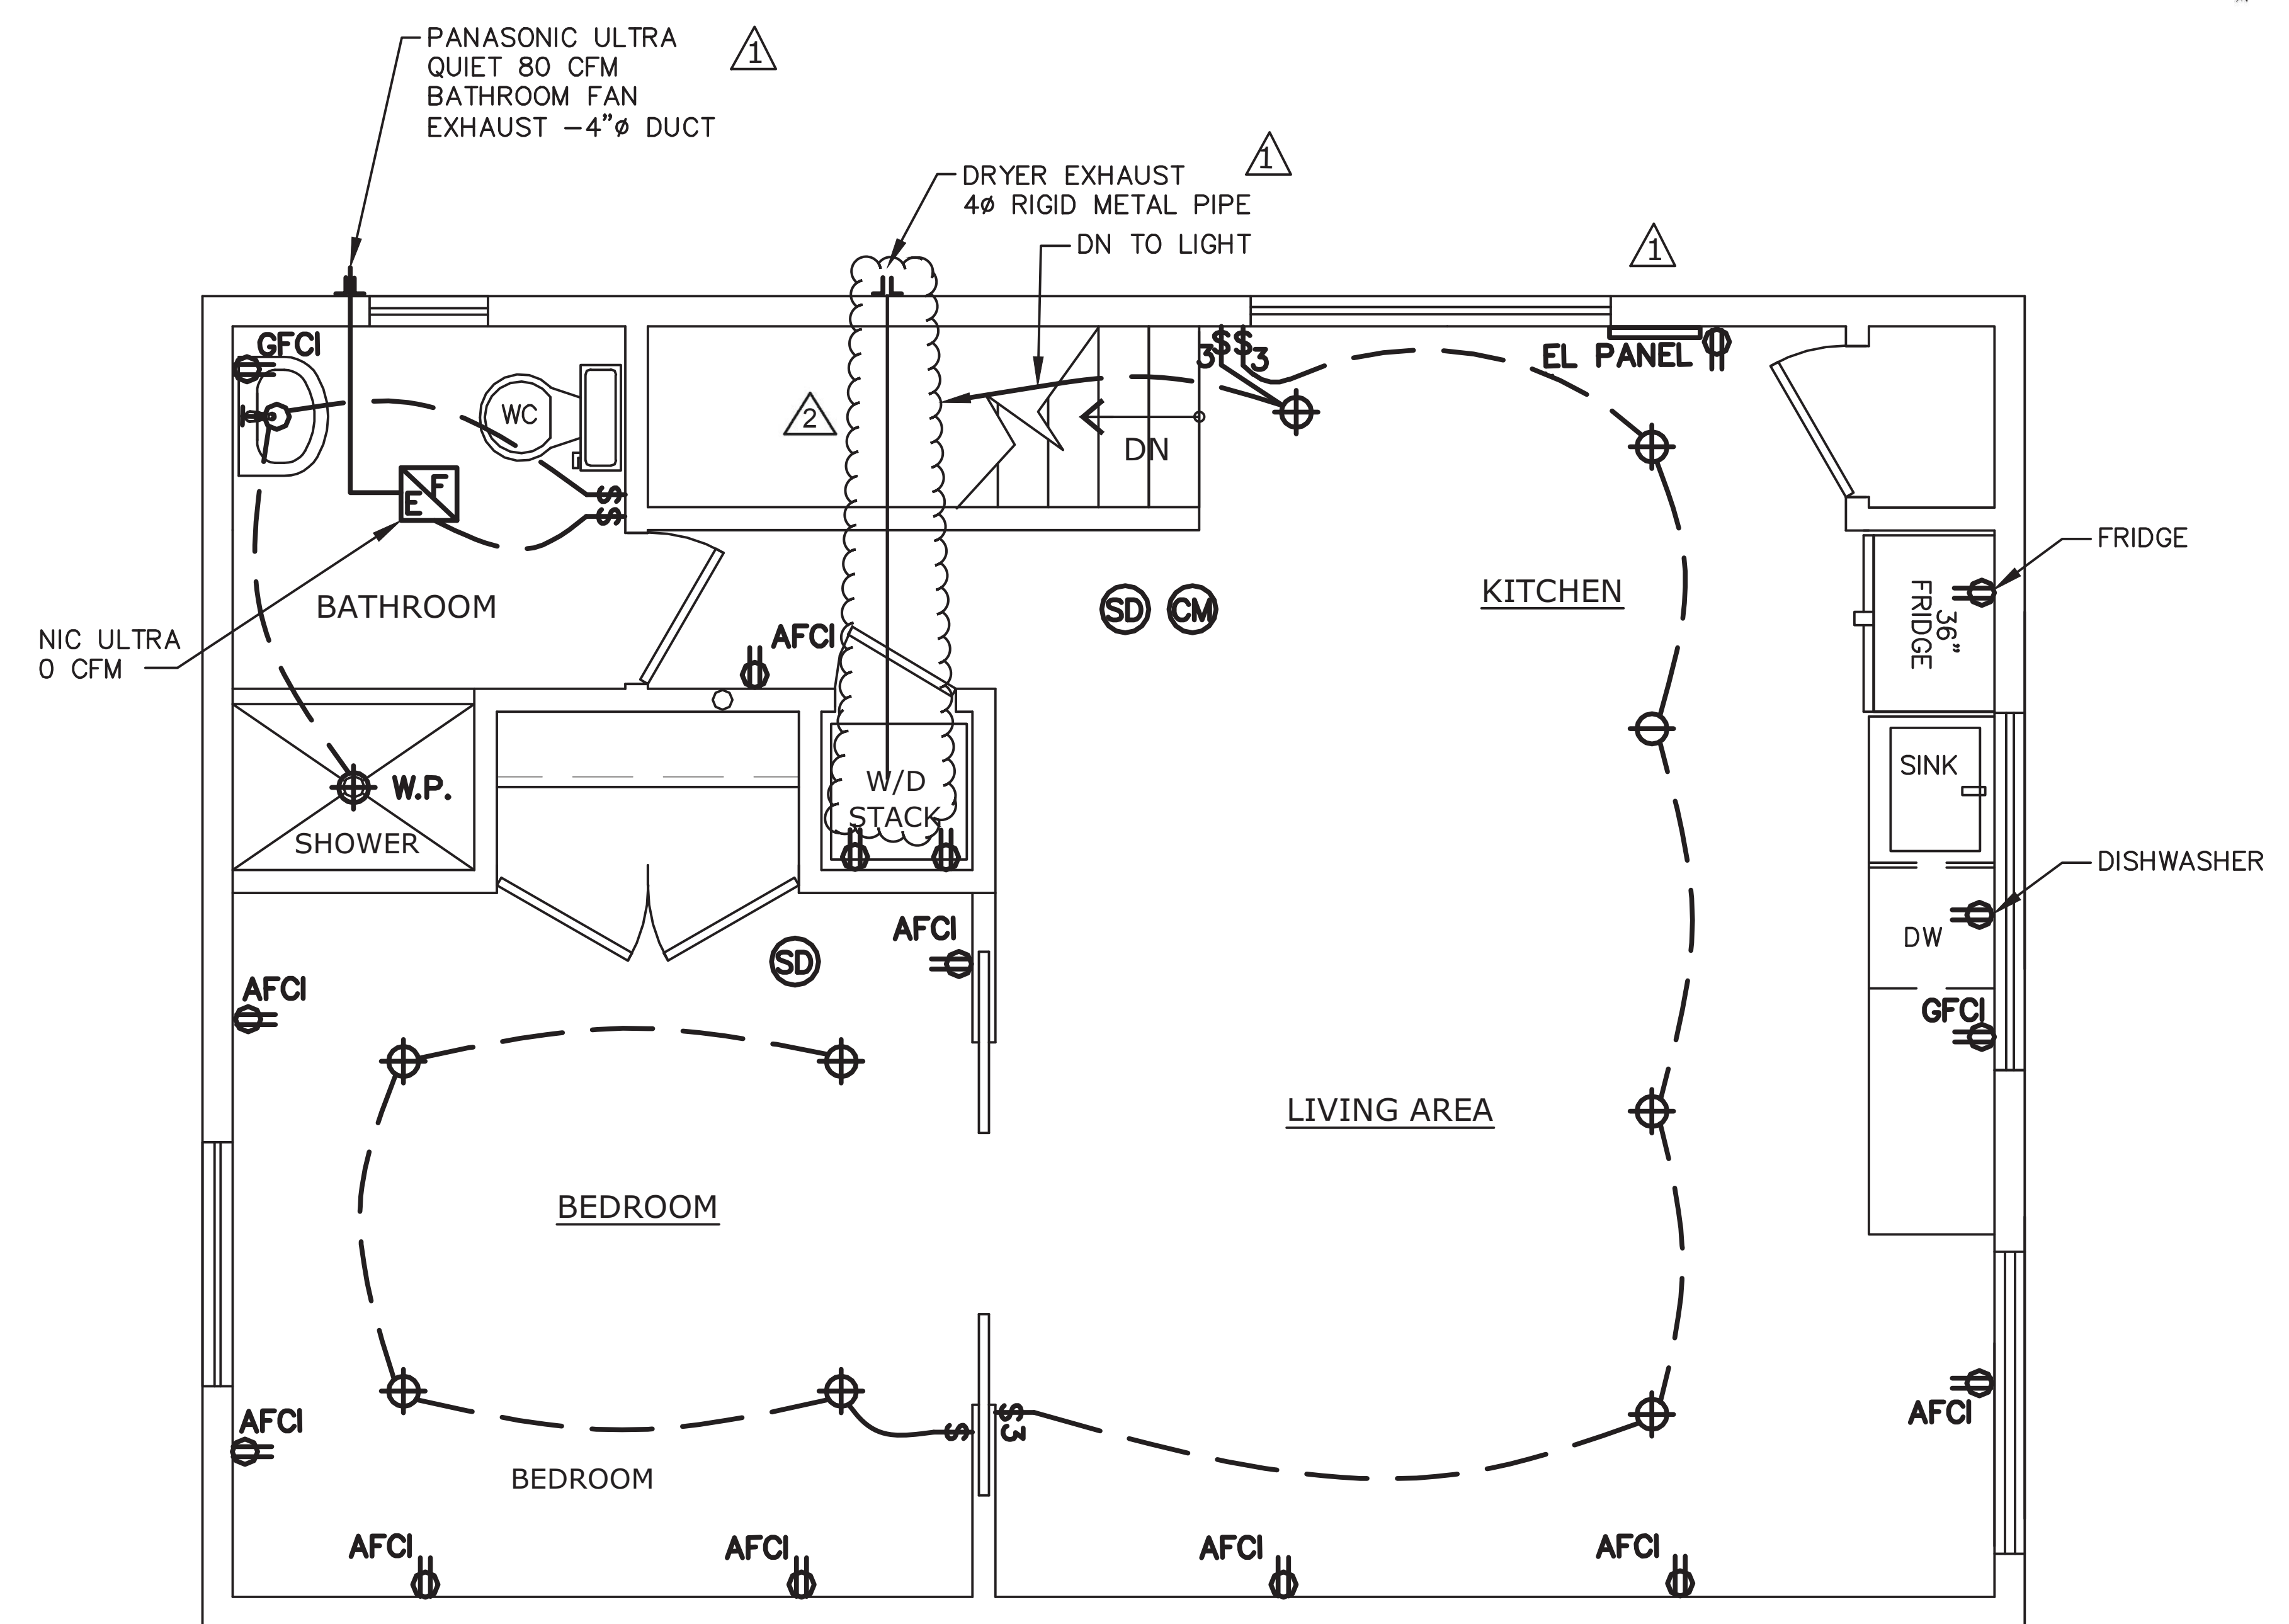 PANASONIC ULTRA
QUIET 80 CFM
BATHROOM FAN
EXHAUST –4"ø DUCT
1
DRYER EXHAUST
4ø RIGID METAL PIPE
1
DN TO LIGHT
1
GFCI
WC
2
3$$3
DN
EL PANEL
E F
$
$
BATHROOM
NIC ULTRA
0 CFM
AFCI
SD
CM
KITCHEN
36"
FRIDGE
FRIDGE
W.P.
SHOWER
W/D
STACK
SINK
DISHWASHER
DW
AFCI
SD
AFCI
GFCI
LIVING AREA
BEDROOM
AFCI
$
$3
AFCI
BEDROOM
AFCI
AFCI
AFCI
AFCI